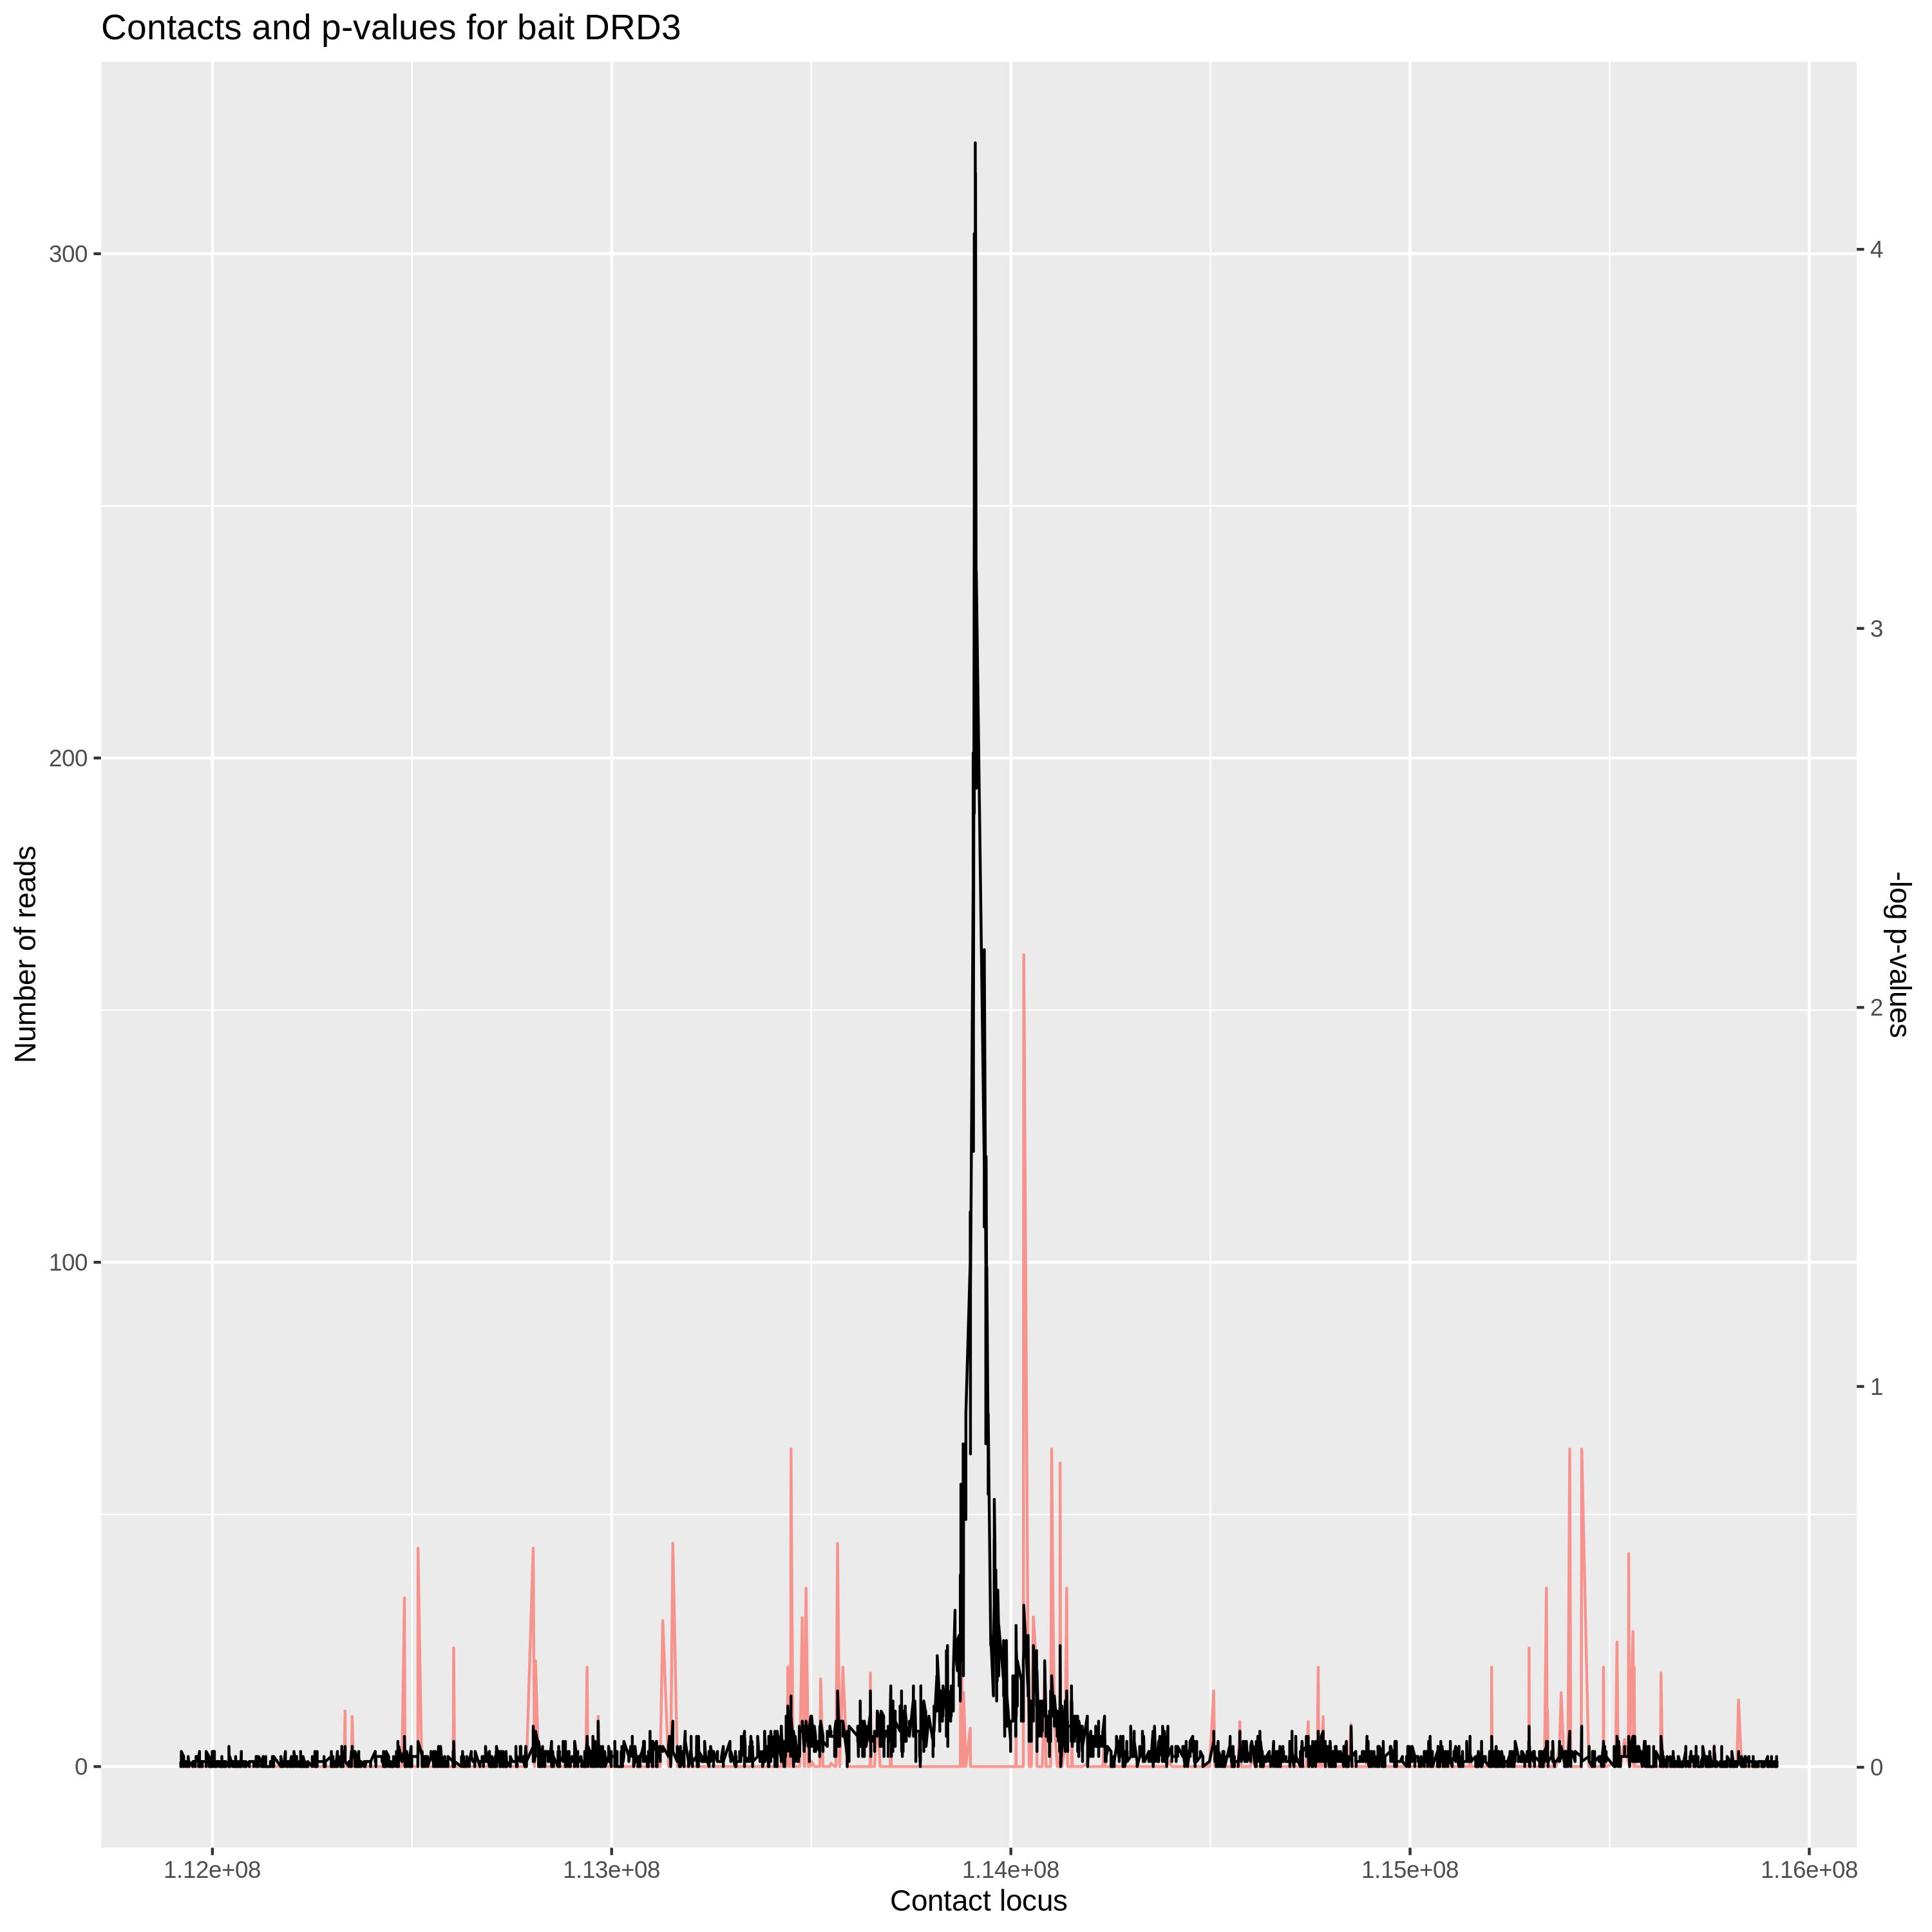 Contacts and p-values for bait DRD3
300
200
100
0
Number of reads
4
3
2
1
0
-log p-values
1.12e+08
1.13e+08
1.14e+08
1.15e+08
1.16e+08
Contact locus